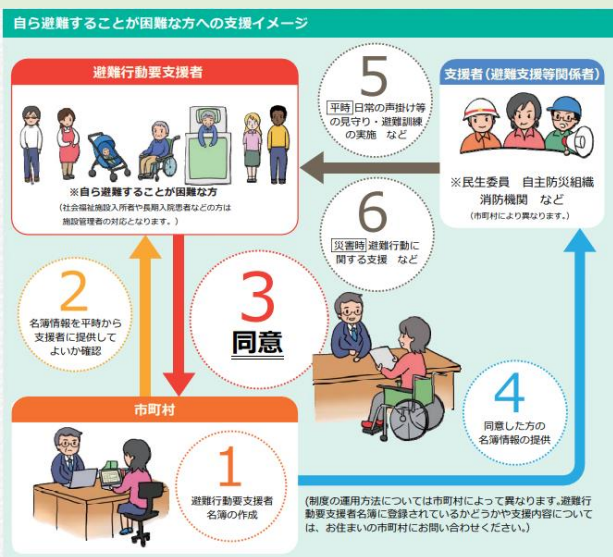 自ら避難することが困難な方への支援イメージ
避難行動要支援者
※自ら避難することが困難な方
(社会福祉施設入所者や長期入院患者などの方は
施設管理者の対応となります。)
5
平時 日常の声掛け等
の見守り・避難訓練
の実施 など
支援者(避難支援等関係者)
※民生委員 自主防災組織
消防機関 など
(市町村により異なります。)
6
災害時 避難行動に
関する支援 など
2
名簿情報を平時から
支援者に提供して
よいか確認
3
同意
4
同意した方の
名簿情報の提供
市町村
1
避難行動要支援者
名簿の作成
(制度の運用方法については市町村によって異なります。避難行
動要支援者名簿に登録されているかどうかや支援内容につい
ては、お住まいの市町村にお問い合わせください。)